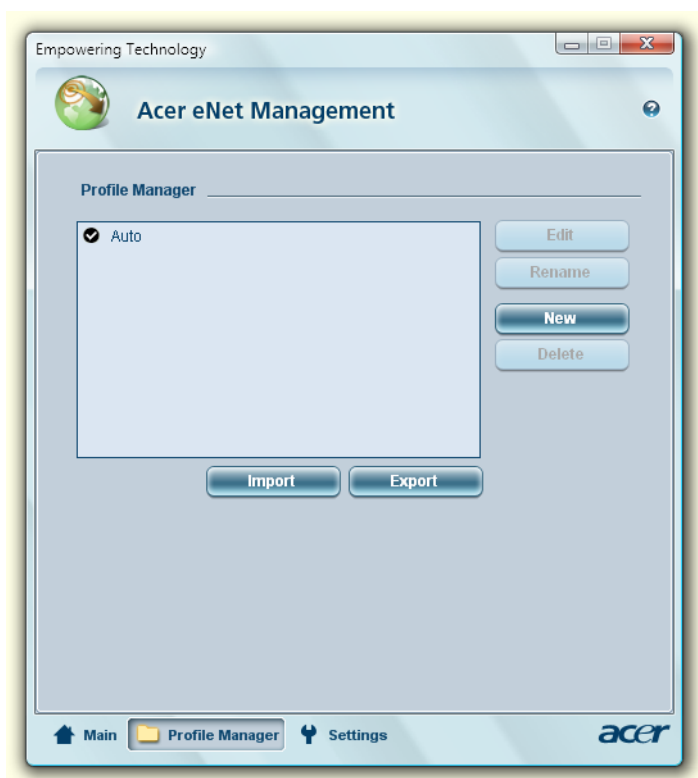 Empowering Technology
Acer eNet Management
Profile Manager
Auto
Edit
Rename
New
Delete
Import Export
Main Profile Manager Settings acer